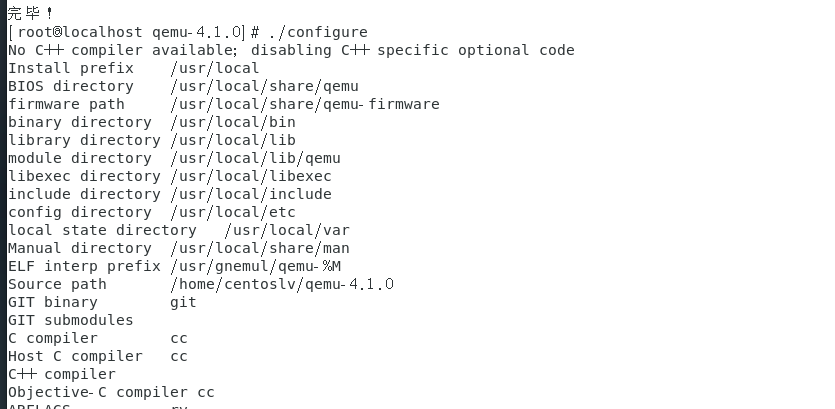 完毕！
[root@localhost qemu-4.1.0]# ./configure
No C++ compiler available; disabling C++ specific optional code
Install prefix    /usr/local
BIOS directory    /usr/local/share/qemu
firmware path     /usr/local/share/qemu-firmware
binary directory  /usr/local/bin
library directory /usr/local/lib
module directory  /usr/local/lib/qemu
libexec directory /usr/local/libexec
include directory /usr/local/include
config directory  /usr/local/etc
local state directory   /usr/local/var
Manual directory  /usr/local/share/man
ELF interp prefix /usr/gnemul/qemu-%M
Source path       /home/centoslv/qemu-4.1.0
GIT binary        git
GIT submodules
C compiler        cc
Host C compiler   cc
C++ compiler
Objective-C compiler cc
ARFLAGS           rv